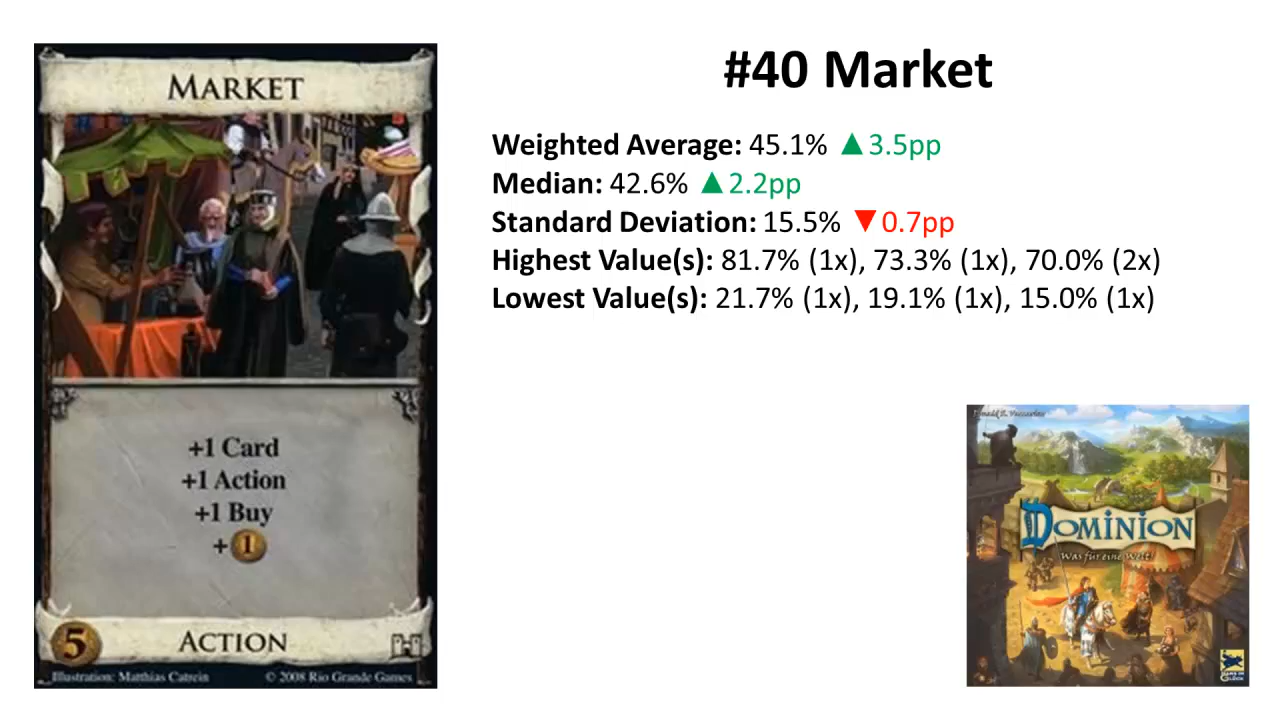 MARKET
+1 Card
+1 Action
+1 Buy
+ 1
5
ACTION
Illustration: Matthias Catrein
© 2008 Rio Grande Games
#40 Market
Weighted Average: 45.1% ▲3.5pp
Median: 42.6% ▲2.2pp
Standard Deviation: 15.5% ▼0.7pp
Highest Value(s): 81.7% (1x), 73.3% (1x), 70.0% (2x)
Lowest Value(s): 21.7% (1x), 19.1% (1x), 15.0% (1x)
Donald X. Vaccarino
DOMINION
Was für eine Welt!